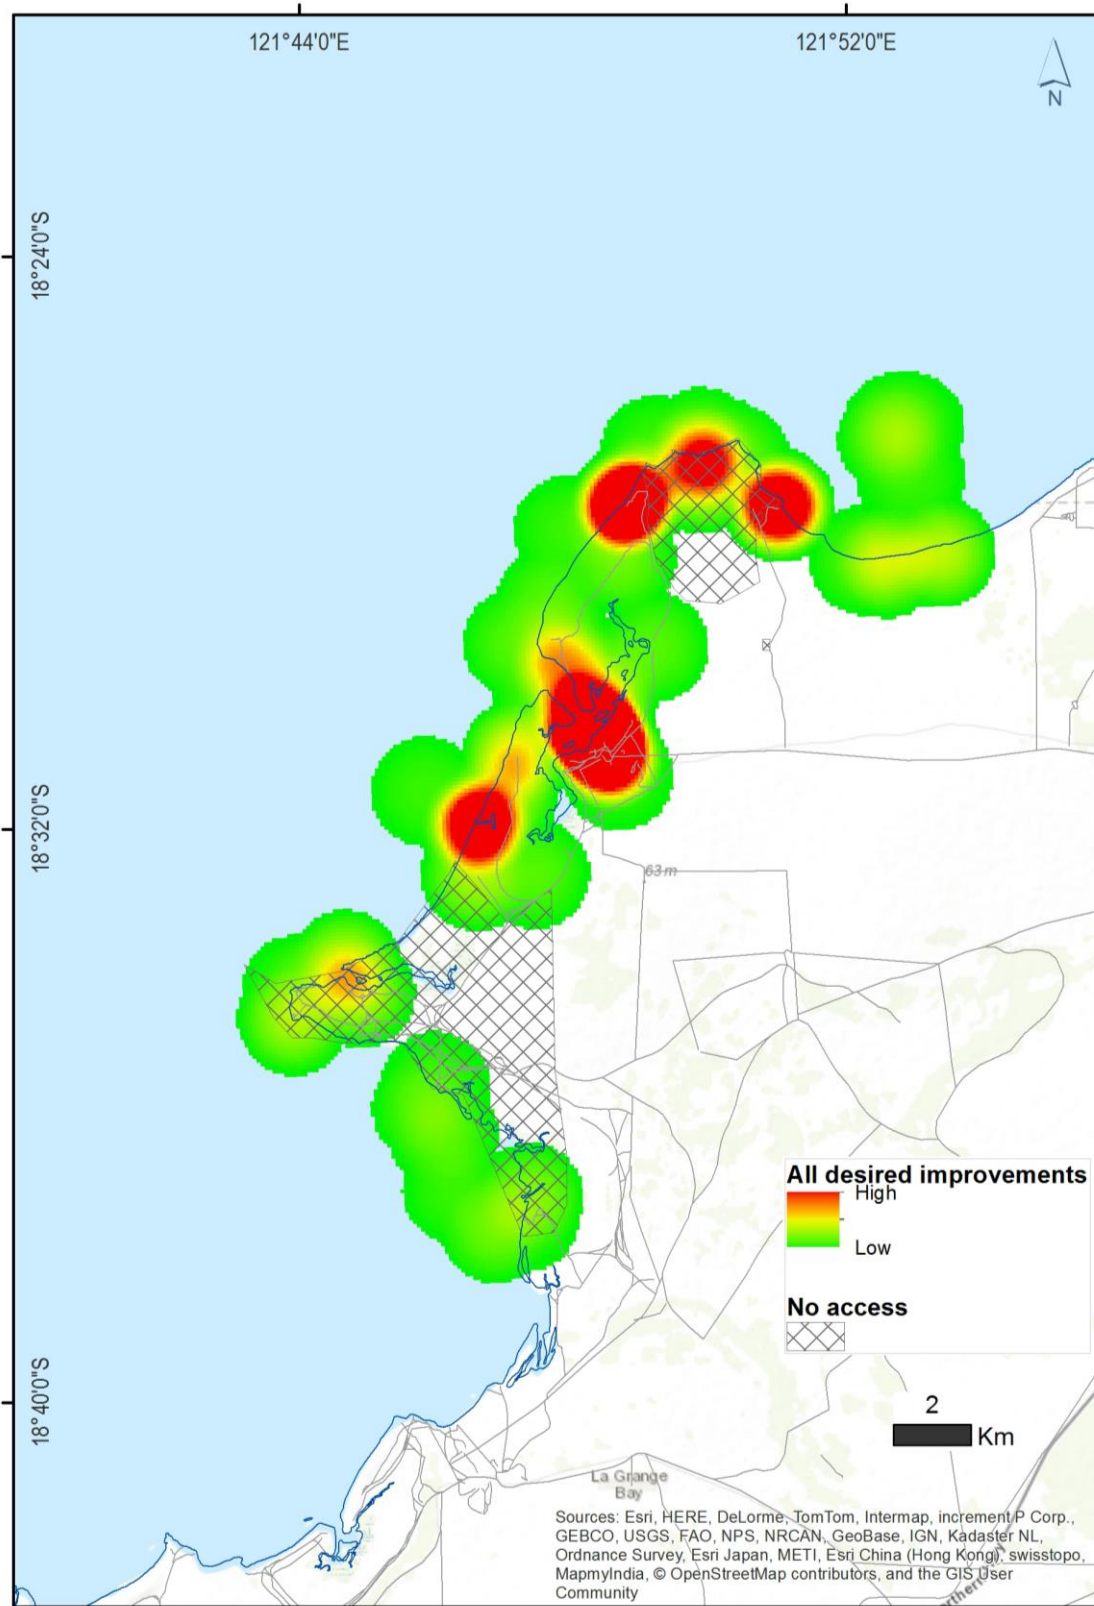 121°44'0"E
121°52'0"E
N
18°24'0"S
18°32'0"S
63 m
All desired improvements
High
Low
No access
18°40'0"S
2
Km
La Grange
Bay
Sources: Esri, HERE, DeLorme, TomTom, Intermap, increment P Corp.,
GEBCO, USGS, FAO, NPS, NRCAN, GeoBase, IGN, Kadaster NL,
Ordnance Survey, Esri Japan, METI, Esri China (Hong Kong), swisstopo,
MapmyIndia, © OpenStreetMap contributors, and the GIS User
Community